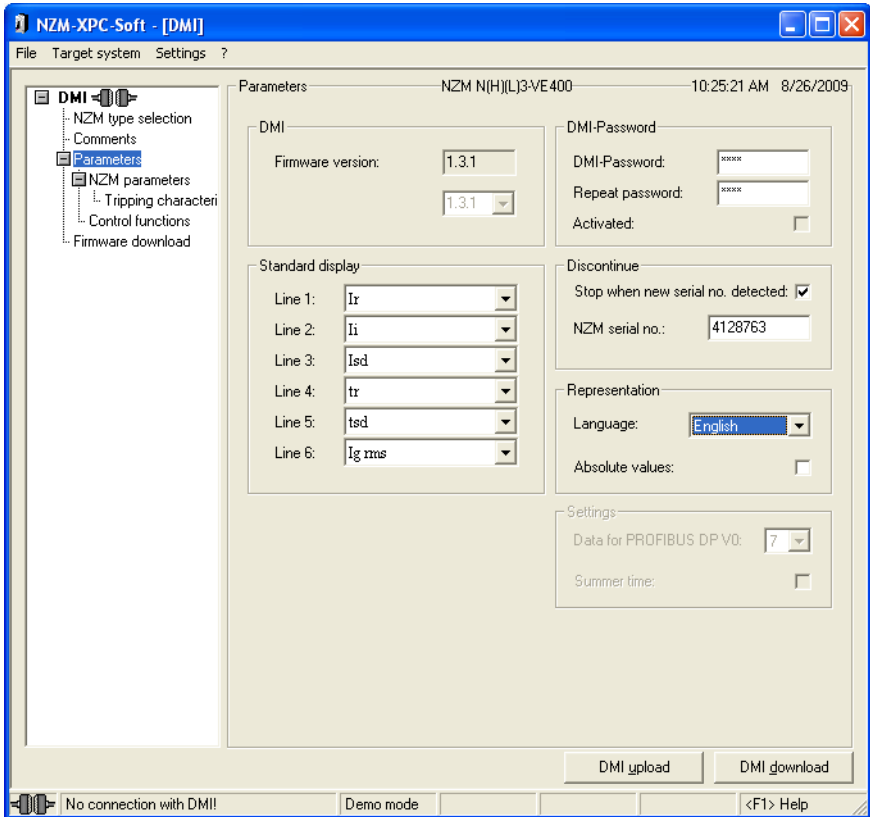 NZM-XPC-Soft - [DMI]
File Target system Settings ?
DMI
NZM type selection
Comments
Parameters
NZM parameters
Tripping characteri
Control functions
Firmware download
Parameters NZM N(H)(L)3-VE400 10:25:21 AM 8/26/2009
DMI
Firmware version: 1.3.1
1.3.1
DMI-Password
DMI-Password: ****
Repeat password: ****
Activated:
Standard display
Line 1: Ir
Line 2: Ii
Line 3: Isd
Line 4: tr
Line 5: tsd
Line 6: Ig rms
Discontinue
Stop when new serial no. detected:
NZM serial no.: 4128763
Representation
Language: English
Absolute values:
Settings
Data for PROFIBUS DP V0: 7
Summer time:
DMI upload DMI download
No connection with DMI! Demo mode <F1> Help